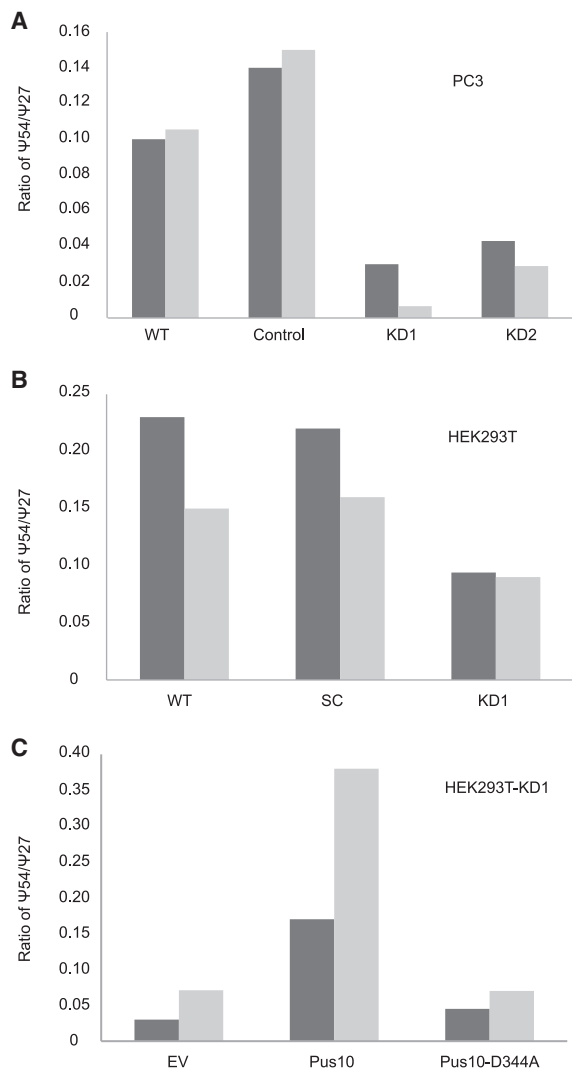 A
0.16
0.14
0.12
0.10
0.08
0.06
0.04
0.02
0
Ratio of Ψ54/Ψ27
PC3
WT Control KD1 KD2
B
0.25
0.20
0.15
0.10
0.05
0
Ratio of Ψ54/Ψ27
HEK293T
WT SC KD1
C
0.40
0.35
0.30
0.25
0.20
0.15
0.10
0.05
0
Ratio of Ψ54/Ψ27
HEK293T-KD1
EV Pus10 Pus10-D344A